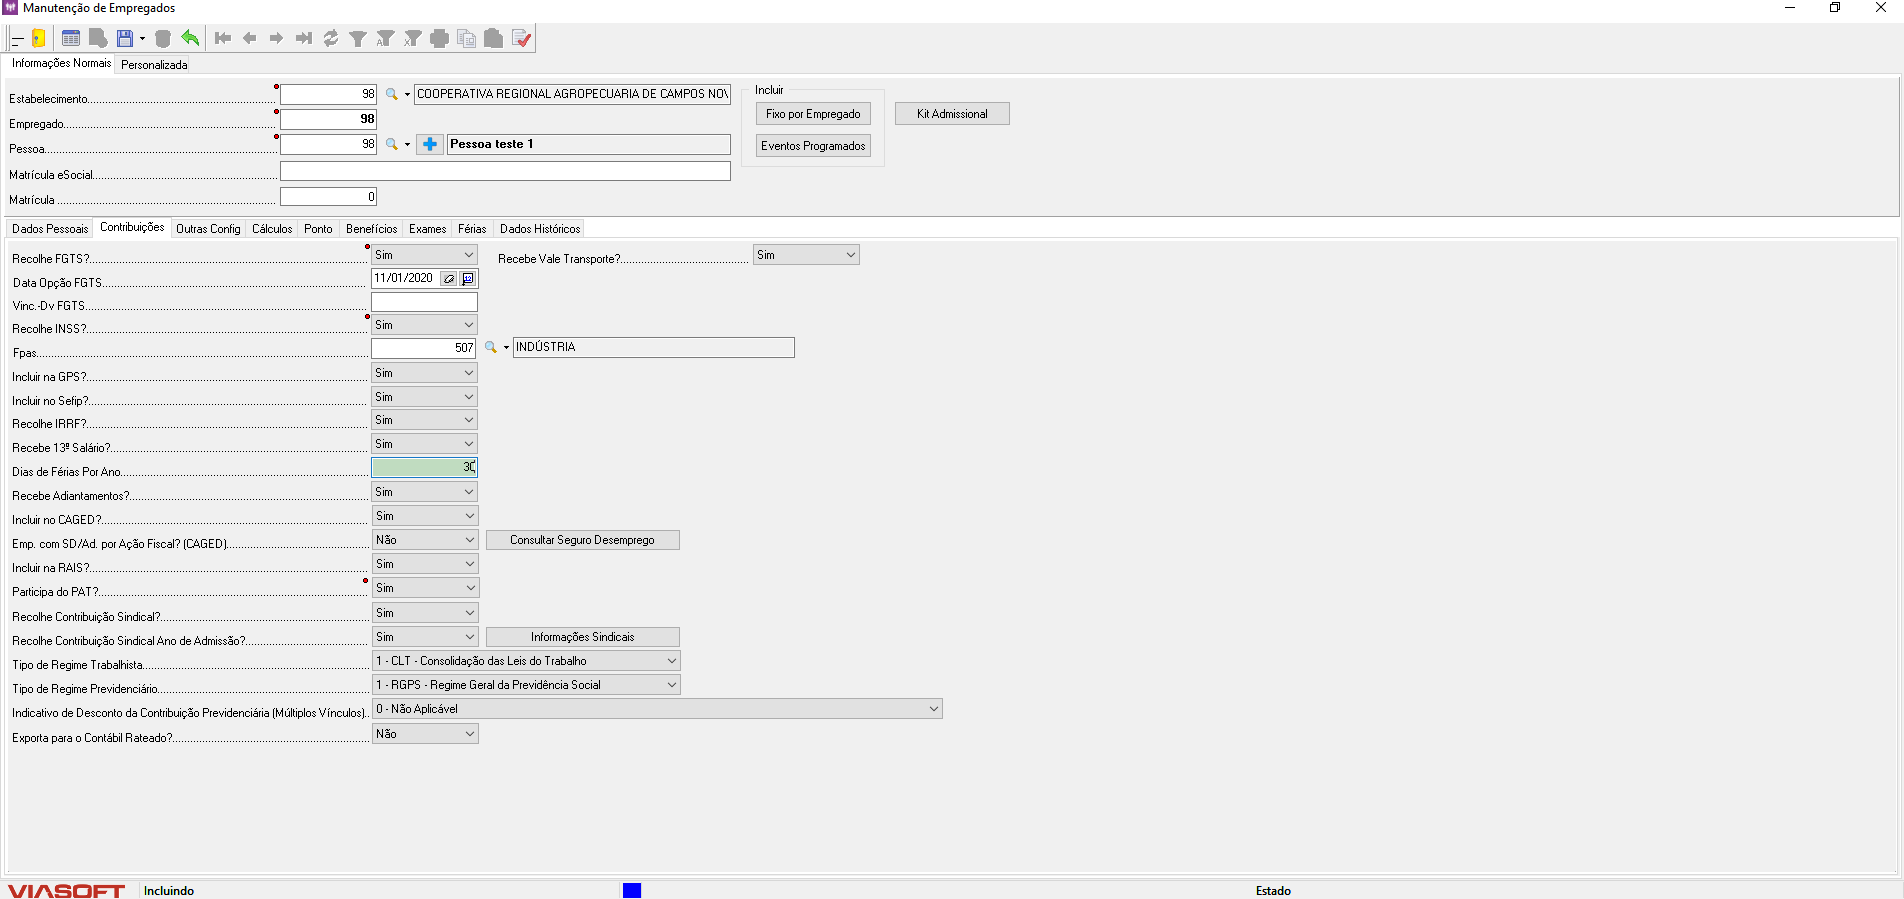 Manutenção de Empregados
Informações Normais Personalizada
Estabelecimento 98 COOPERATIVA REGIONAL AGROPECUARIA DE CAMPOS
Empregado 98
Pessoa 98 Pessoa teste 1
Matrícula eSocial
Matrícula 0
Incluir
Fixo por Empregado
Kit Admissional
Eventos Programados
Dados Pessoais Contribuições Outras Config Cálculos Ponto Benefícios Exames Férias Dados Históricos
Recolhe FGTS? Sim Recebe Vale Transporte? Sim
Data Opção FGTS 11/01/2020
Vinc.-Dv FGTS
Recolhe INSS? Sim
Fpas 507 INDÚSTRIA
Incluir na GPS? Sim
Incluir no Sefip? Sim
Recolhe IRRF? Sim
Recebe 13º Salário? Sim
Dias de Férias Por Ano 30
Recebe Adiantamentos? Sim
Incluir no CAGED? Sim
Emp. com SD/Ad. por Ação Fiscal? (CAGED) Não Consultar Seguro Desemprego
Incluir na RAIS? Sim
Participa do PAT? Sim
Recolhe Contribuição Sindical? Sim
Recolhe Contribuição Sindical Ano de Admissão? Sim Informações Sindicais
Tipo de Regime Trabalhista 1 - CLT - Consolidação das Leis do Trabalho
Tipo de Regime Previdenciário 1 - RGPS - Regime Geral da Previdência Social
Indicativo de Desconto da Contribuição Previdenciária (Múltiplos Vínculos) 0 - Não Aplicável
Exporta para o Contábil Rateado? Não
VIASOFT Incluindo Estado